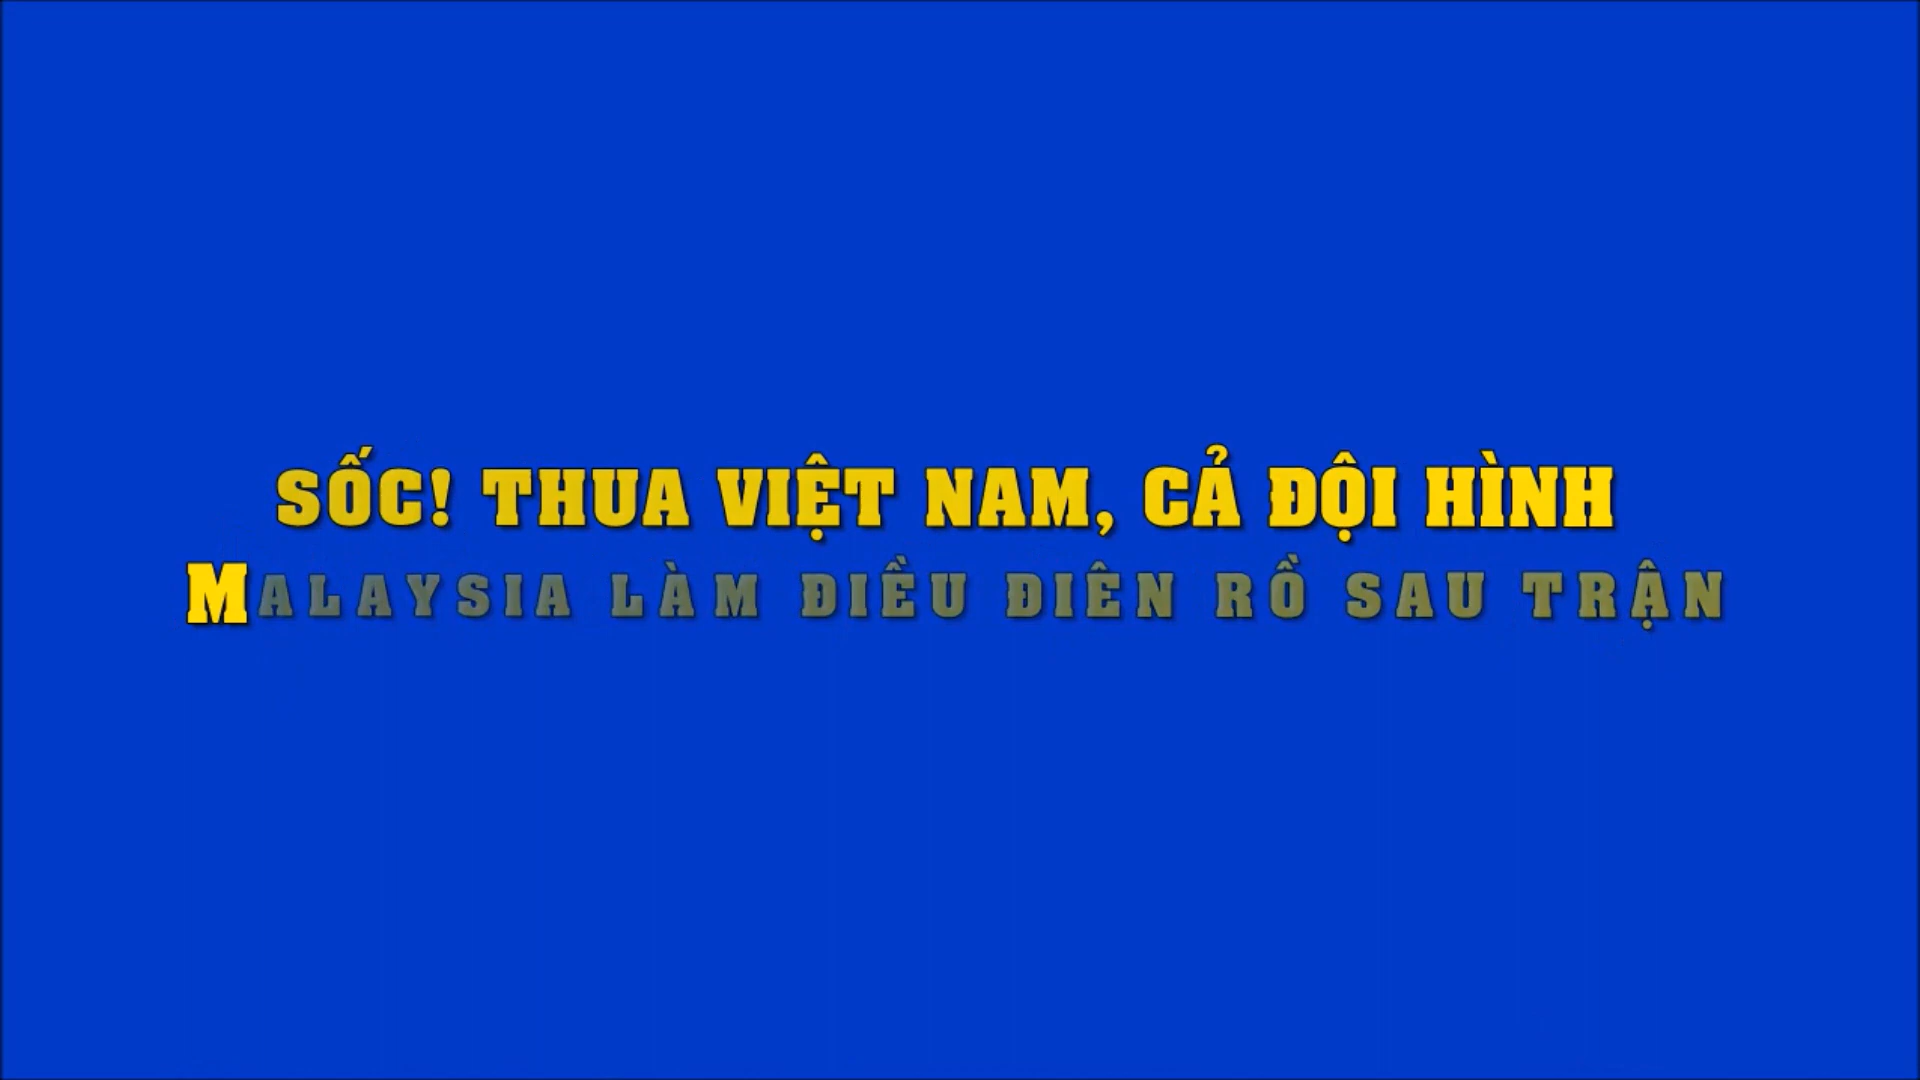 SỐC! THUA VIỆT NAM, CẢ ĐỘI HÌNH
MALAYSIA LÀM ĐIỀU ĐIÊN RỒ SAU TRẬN